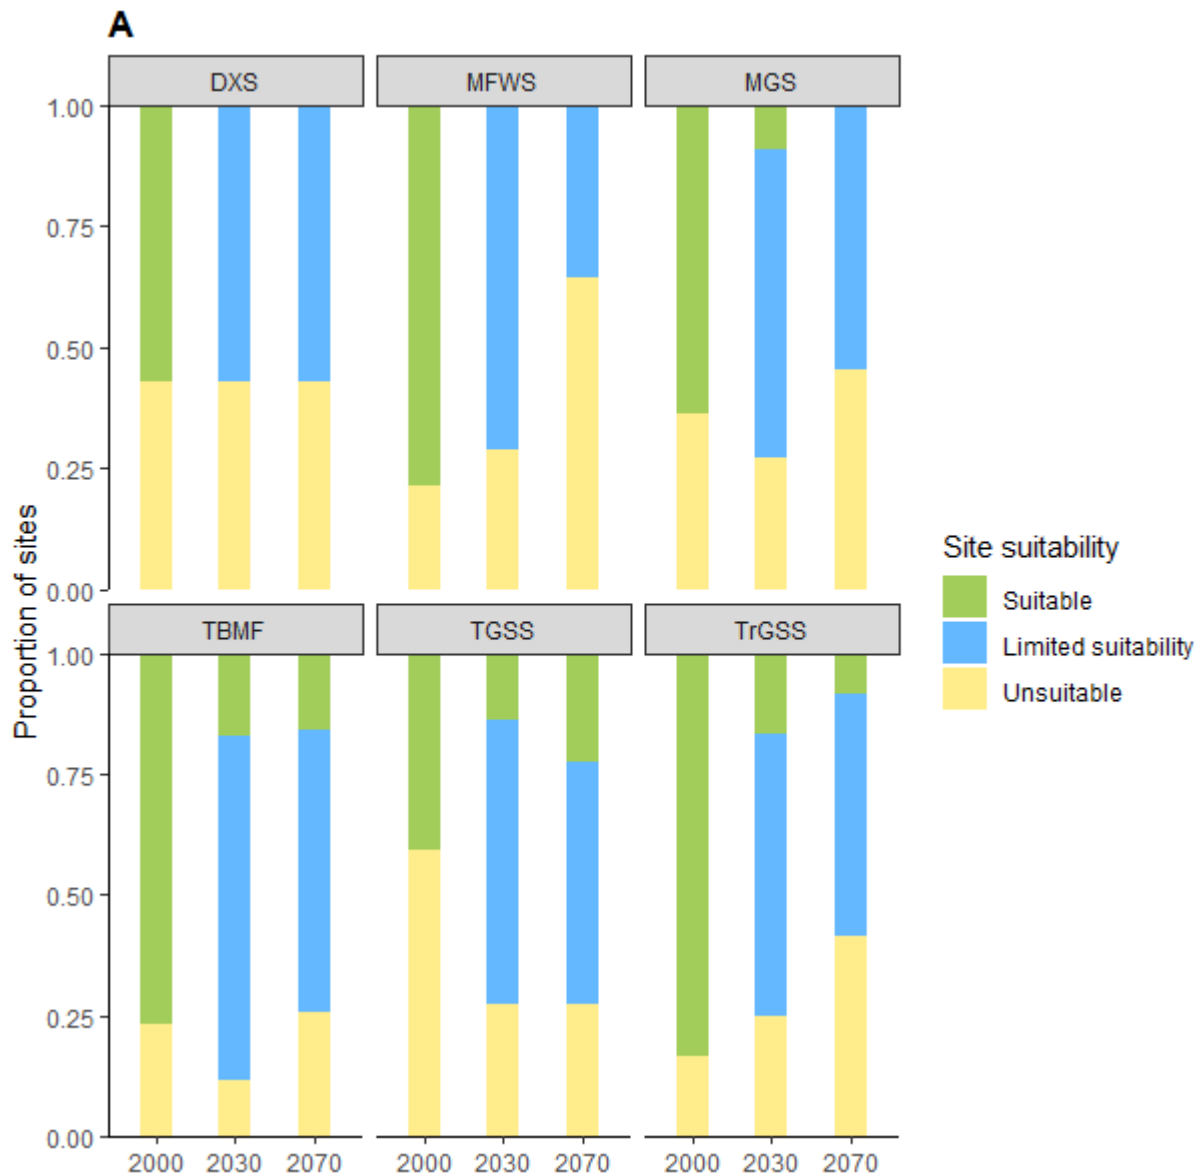 A
DXS
MFWS
MGS
1.00
0.75
0.50
0.25
0.00
TBMF
TGSS
TrGSS
1.00
0.75
0.50
0.25
0.00
2000 2030 2070
2000 2030 2070
2000 2030 2070
Proportion of sites
Site suitability
Suitable
Limited suitability
Unsuitable